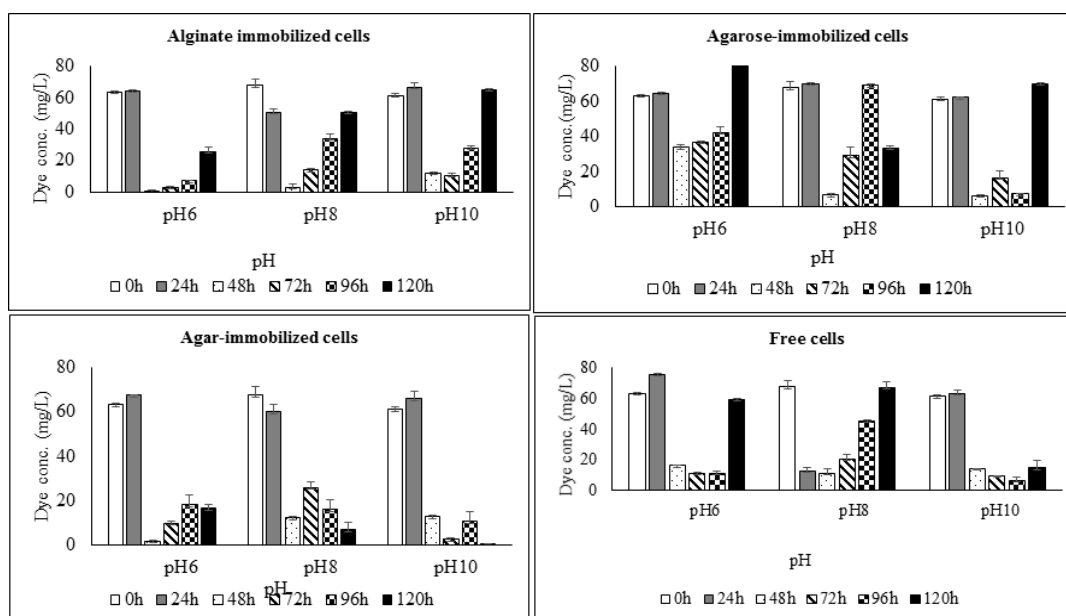 Alginate immobilized cells
80
60
40
20
0
Dye conc. (mg/L)
pH6 pH8 pH10
pH
0h 24h 48h 72h 96h 120h
Agarose-immobilized cells
80
60
40
20
0
Dye conc.(mg/L)
pH6 pH8 pH10
pH
0h 24h 48h 72h 96h 120h
Agar-immobilized cells
80
60
40
20
0
Dye conc. (mg/L)
pH6 pH8 pH10
pH
0h 24h 48h 72h 96h 120h
Free cells
80
60
40
20
0
Dye conc. (mg/L)
pH6 pH8 pH10
pH
0h 24h 48h 72h 96h 120h